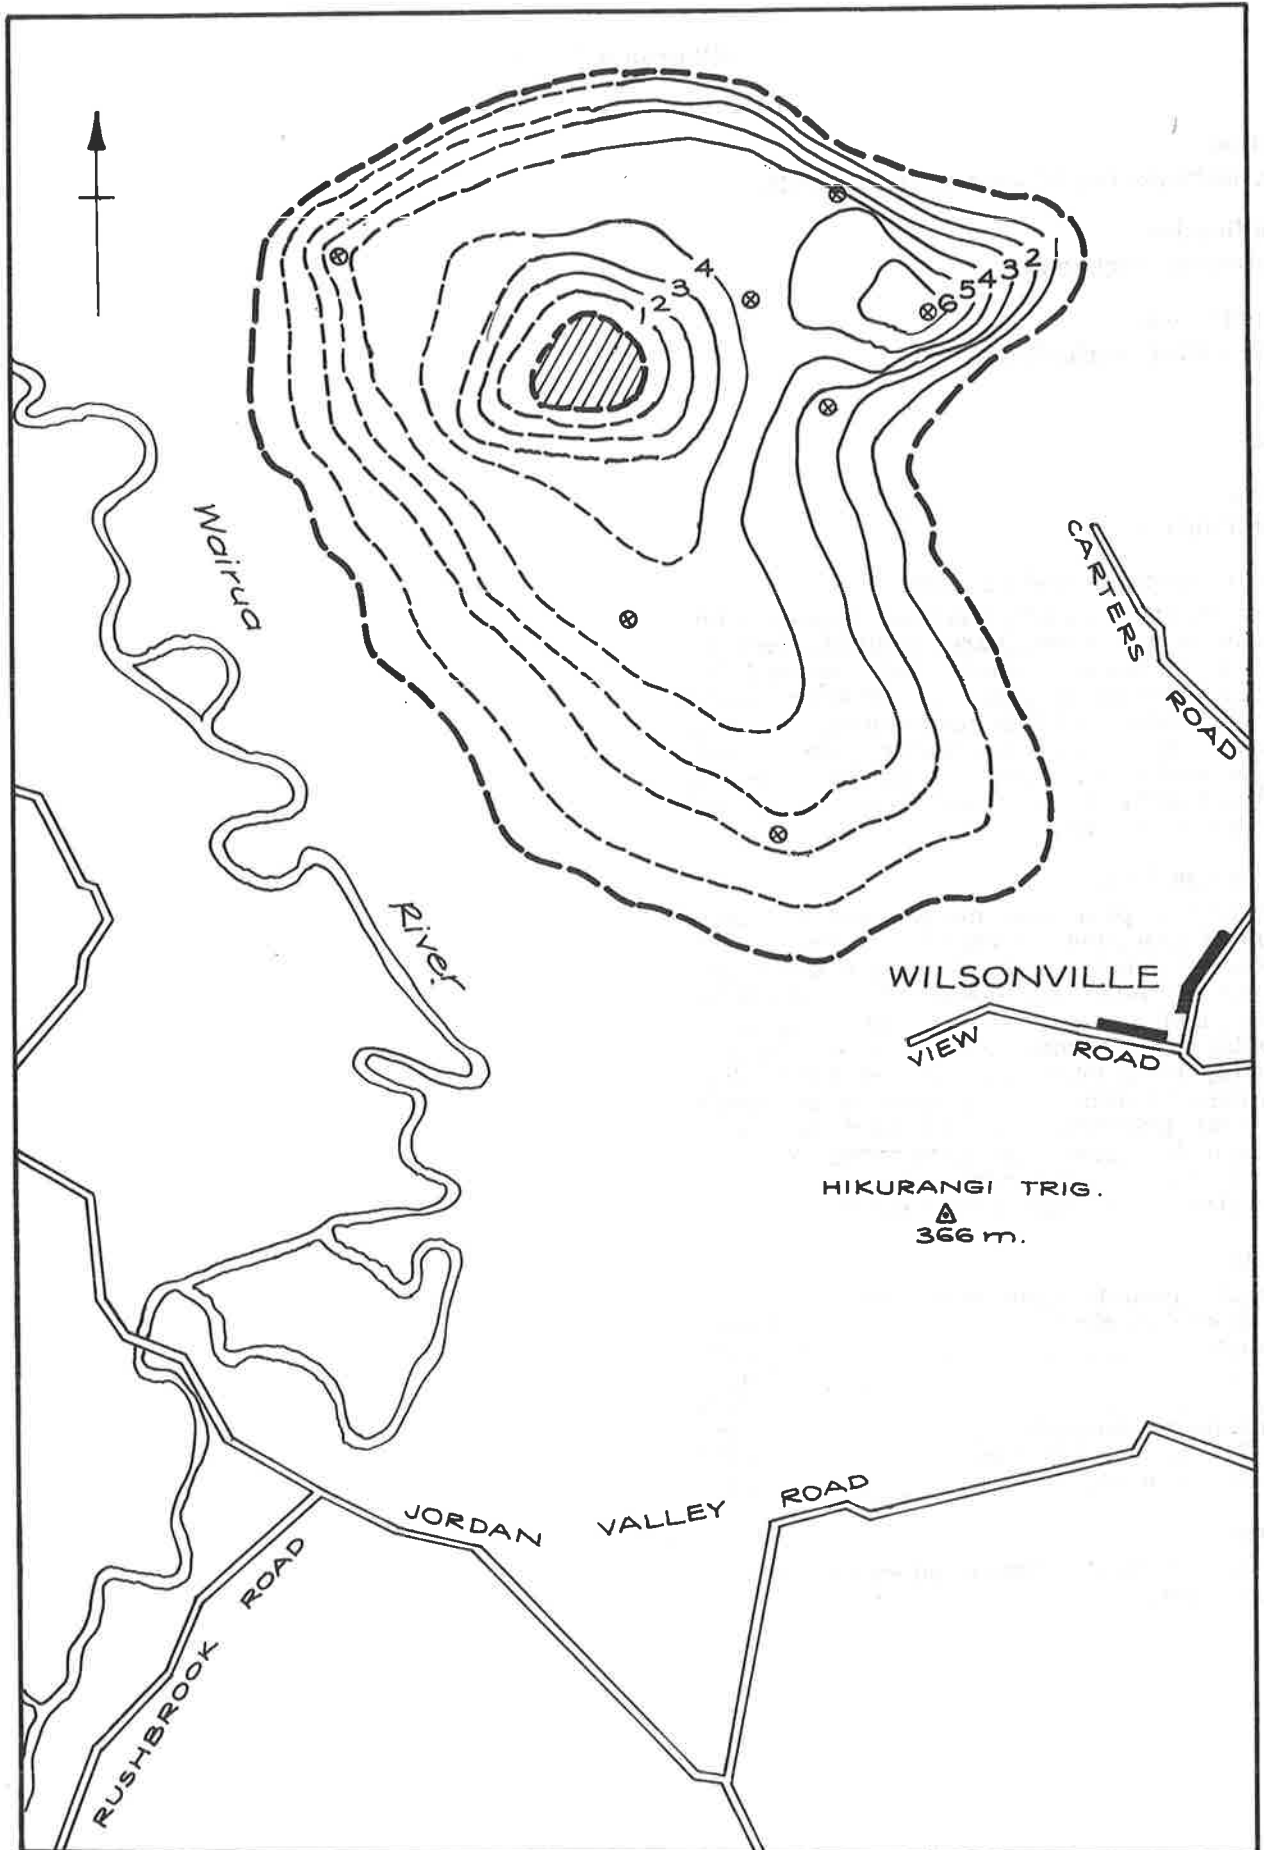 1
2
3
4
5
6
4
3
2
1
Wairua
River
CARTERS
ROAD
WILSONVILLE
VIEW ROAD
HIKURANGI TRIG.
366 m.
JORDAN VALLEY ROAD
RUSHBROOK ROAD